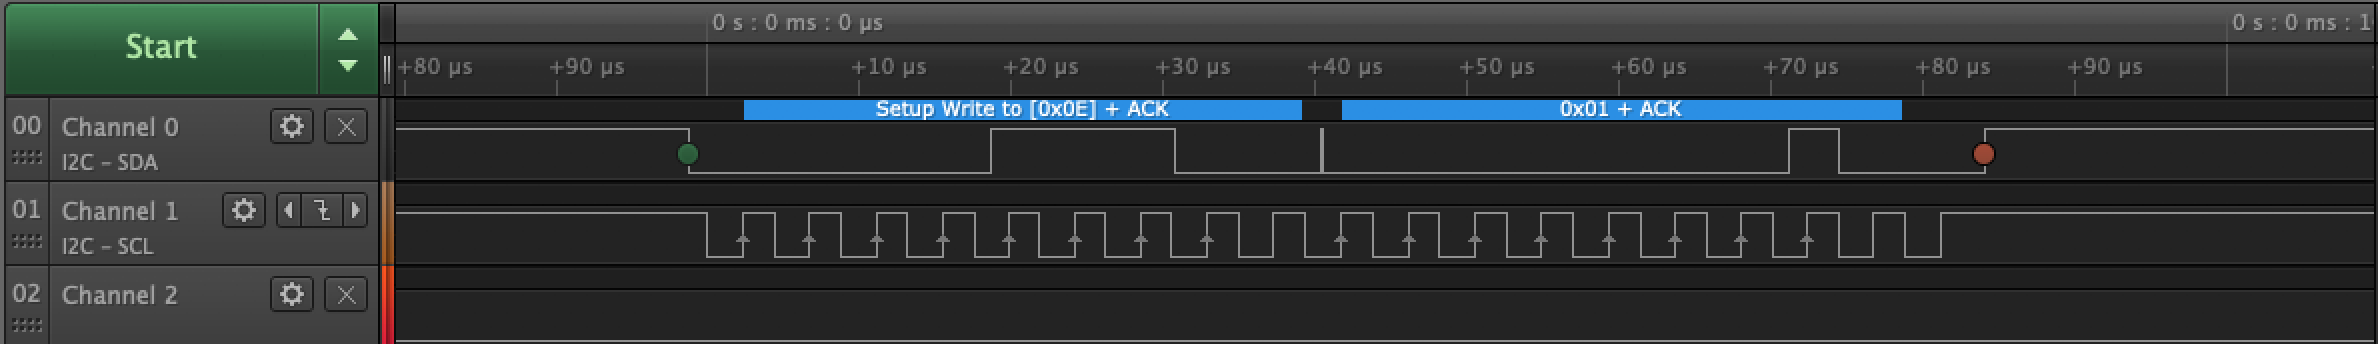 Start
0 s : 0 ms : 0 µs
0 s : 0 ms : 1
+80 µs +90 µs +10 µs +20 µs +30 µs +40 µs +50 µs +60 µs +70 µs +80 µs +90 µs
Setup Write to [0x0E] + ACK
0x01 + ACK
00 Channel 0
I2C – SDA
01 Channel 1
I2C – SCL
02 Channel 2